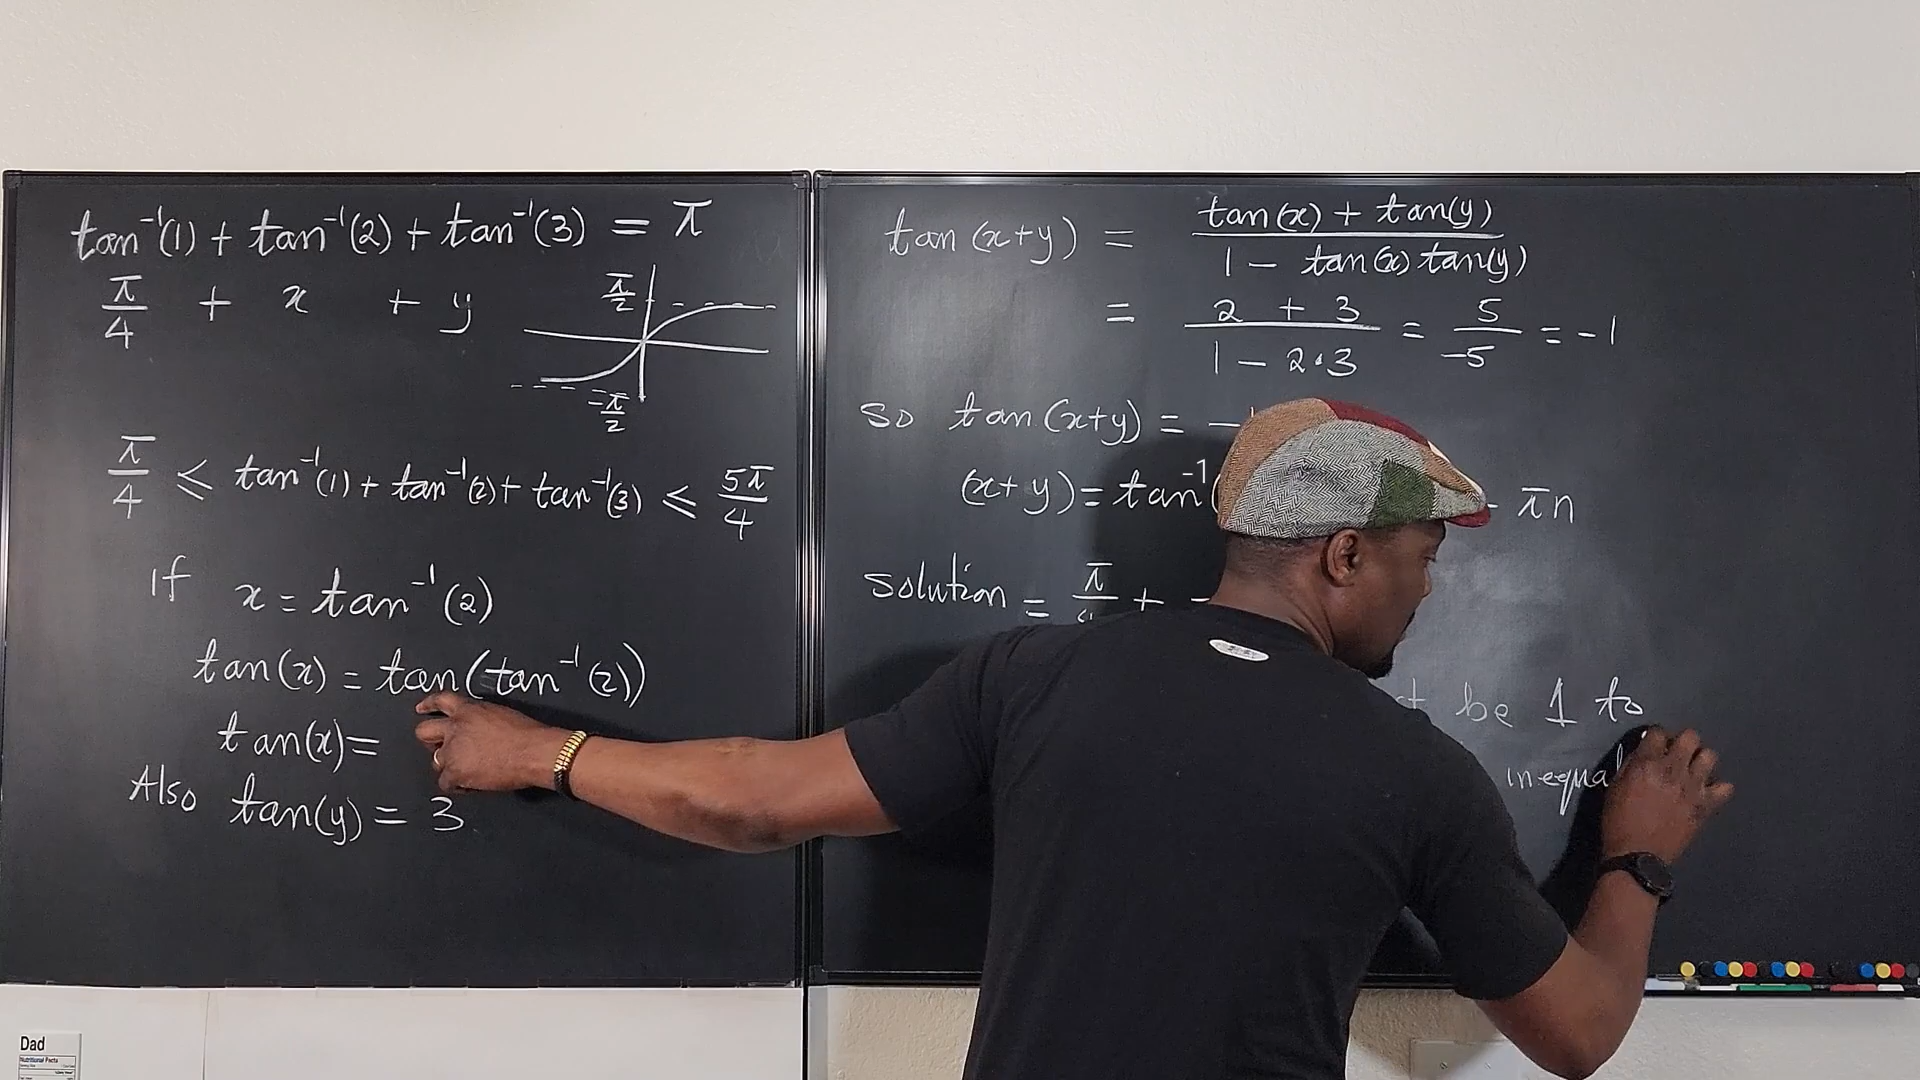 tan⁻¹(1) + tan⁻¹(2) + tan⁻¹(3) = π
π/4 + x + y
π/2
-π/2
π/4 ≤ tan⁻¹(1) + tan⁻¹(2) + tan⁻¹(3) ≤ 5π/4
If x = tan⁻¹(2)
tan(x) = tan(tan⁻¹(2))
tan(x) =
Also tan(y) = 3
tan(x+y) = (tan(x) + tan(y))/(1 - tan(x) tan(y))
= (2 + 3)/(1 - 2·3) = 5/-5 = -1
so tan(x+y) = -
(x+y) = tan⁻¹( πn
solution = π/4 +
be 1 to
Dad
Nutritional Facts